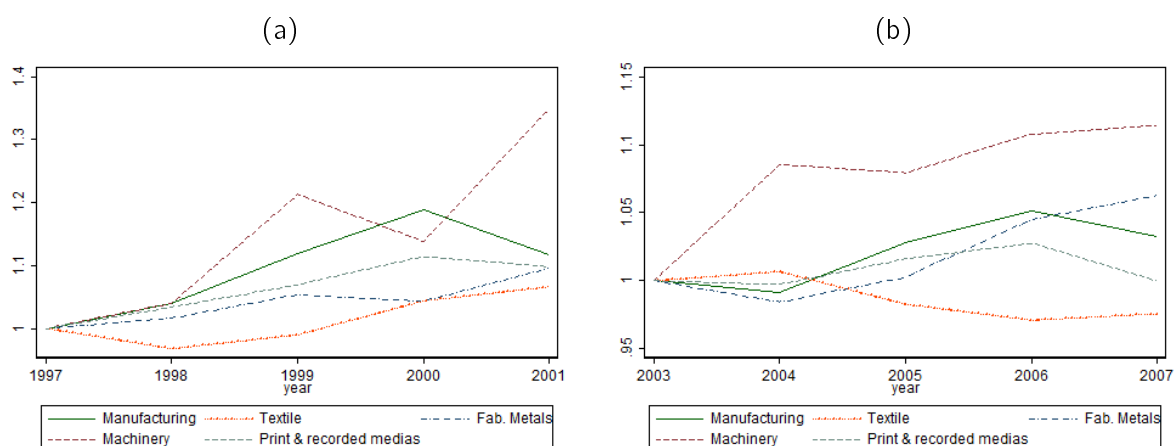 (a)
1.4
1.3
1.2
1.1
1
1997 1998 1999 2000 2001
year
Manufacturing Textile Fab. Metals
Machinery Print & recorded medias
(b)
1.15
1.1
1.05
1
.95
2003 2004 2005 2006 2007
year
Manufacturing Textile Fab. Metals
Machinery Print & recorded medias